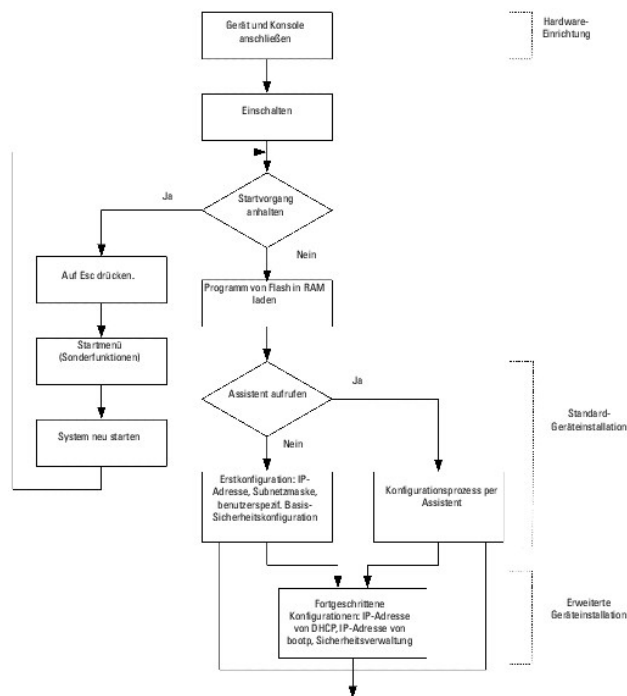 Gerät und Konsole
anschließen
Hardware-
Einrichtung
Einschalten
Ja
Startvorgang
anhalten
Nein
Auf Esc drücken.
Programm von Flash in RAM
laden
Startmenü
(Sonderfunktionen)
Ja
Assistent aufrufen
Standard-
Geräteinstallation
System neu starten
Nein
Erstkonfiguration: IP-
Adresse, Subnetzmaske,
benutzerspezif. Basis-
Sicherheitskonfiguration
Konfigurationsprozess per
Assistent
Fortgeschrittene
Konfigurationen: IP-Adresse
von DHCP, IP-Adresse von
bootp, Sicherheitsverwaltung
Erweiterte
Geräteinstallation